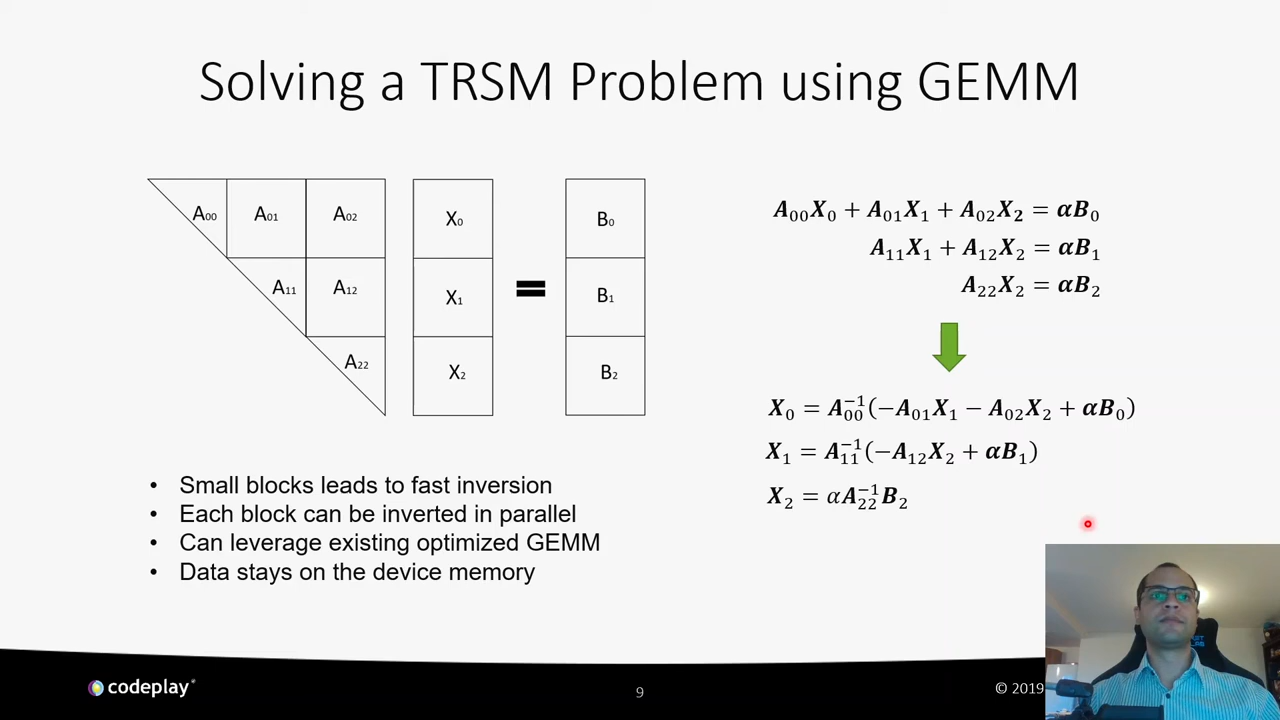 Solving a TRSM Problem using GEMM
A₀₀ A₀₁ A₀₂
A₁₁ A₁₂
A₂₂
X₀
X₁
X₂
=
B₀
B₁
B₂
A₀₀X₀ + A₀₁X₁ + A₀₂X₂ = αB₀
A₁₁X₁ + A₁₂X₂ = αB₁
A₂₂X₂ = αB₂
X₀ = A₀₀⁻¹(−A₀₁X₁ − A₀₂X₂ + αB₀)
X₁ = A₁₁⁻¹(−A₁₂X₂ + αB₁)
X₂ = αA₂₂⁻¹B₂
• Small blocks leads to fast inversion
• Each block can be inverted in parallel
• Can leverage existing optimized GEMM
• Data stays on the device memory
codeplay®
9
© 2019